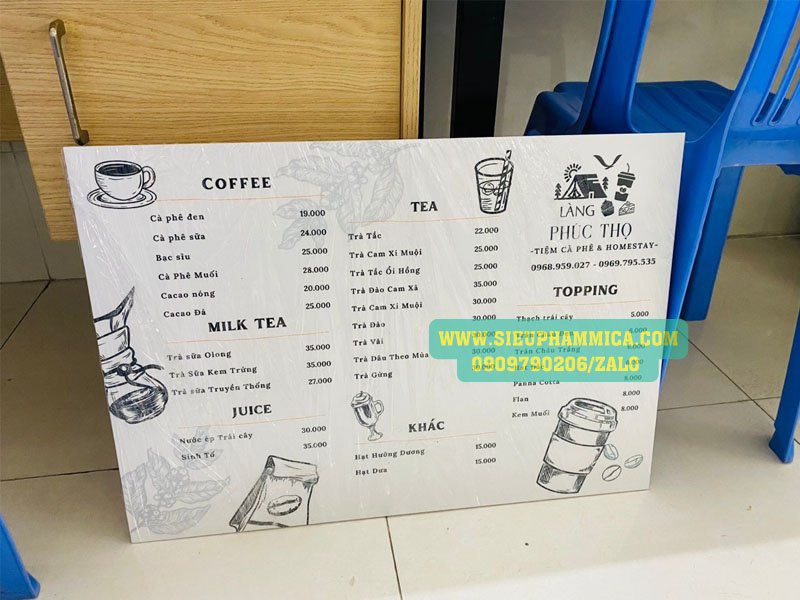 COFFEE
Cà phê đen 19.000
Cà phê sữa 24.000
Bạc sỉu 25.000
Cà Phê Muối 28.000
Cacao nóng 20.000
Cacao Đá 25.000
MILK TEA
Trà sữa Olong 35.000
Trà Sữa Kem Trứng 35.000
Trà sữa Truyền Thống 27.000
JUICE
Nước ép Trái cây 30.000
Sinh Tố 35.000
TEA
Trà Tắc 22.000
Trà Cam Xí Muội 25.000
Trà Tắc Ổi Hồng 25.000
Trà Đào Cam Xả 35.000
Trà Cam Xí Muội 30.000
Trà Đào 30.000
Trà Vải
Trà Dâu Theo Mùa 30.000
Trà Gừng
KHÁC
Hạt Hướng Dương 15.000
Hạt Dưa 15.000
LÀNG
PHÚC THỌ
-TIỆM CÀ PHÊ & HOMESTAY-
0968.959.027 - 0969.795.535
TOPPING
Thạch trái cây 5.000
Trân Châu Trắng
Panna Cotta 8.000
Flan 8.000
Kem Muối 8.000
WWW.SIEUPHAMMICA.COM
0909790206/ZALO